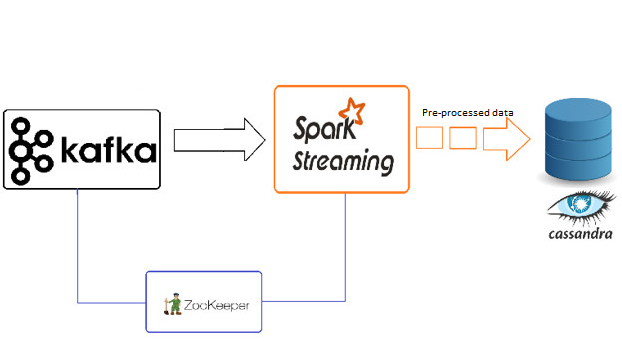 kafka
Spark
Streaming
Pre-processed data
cassandra
ZooKeeper